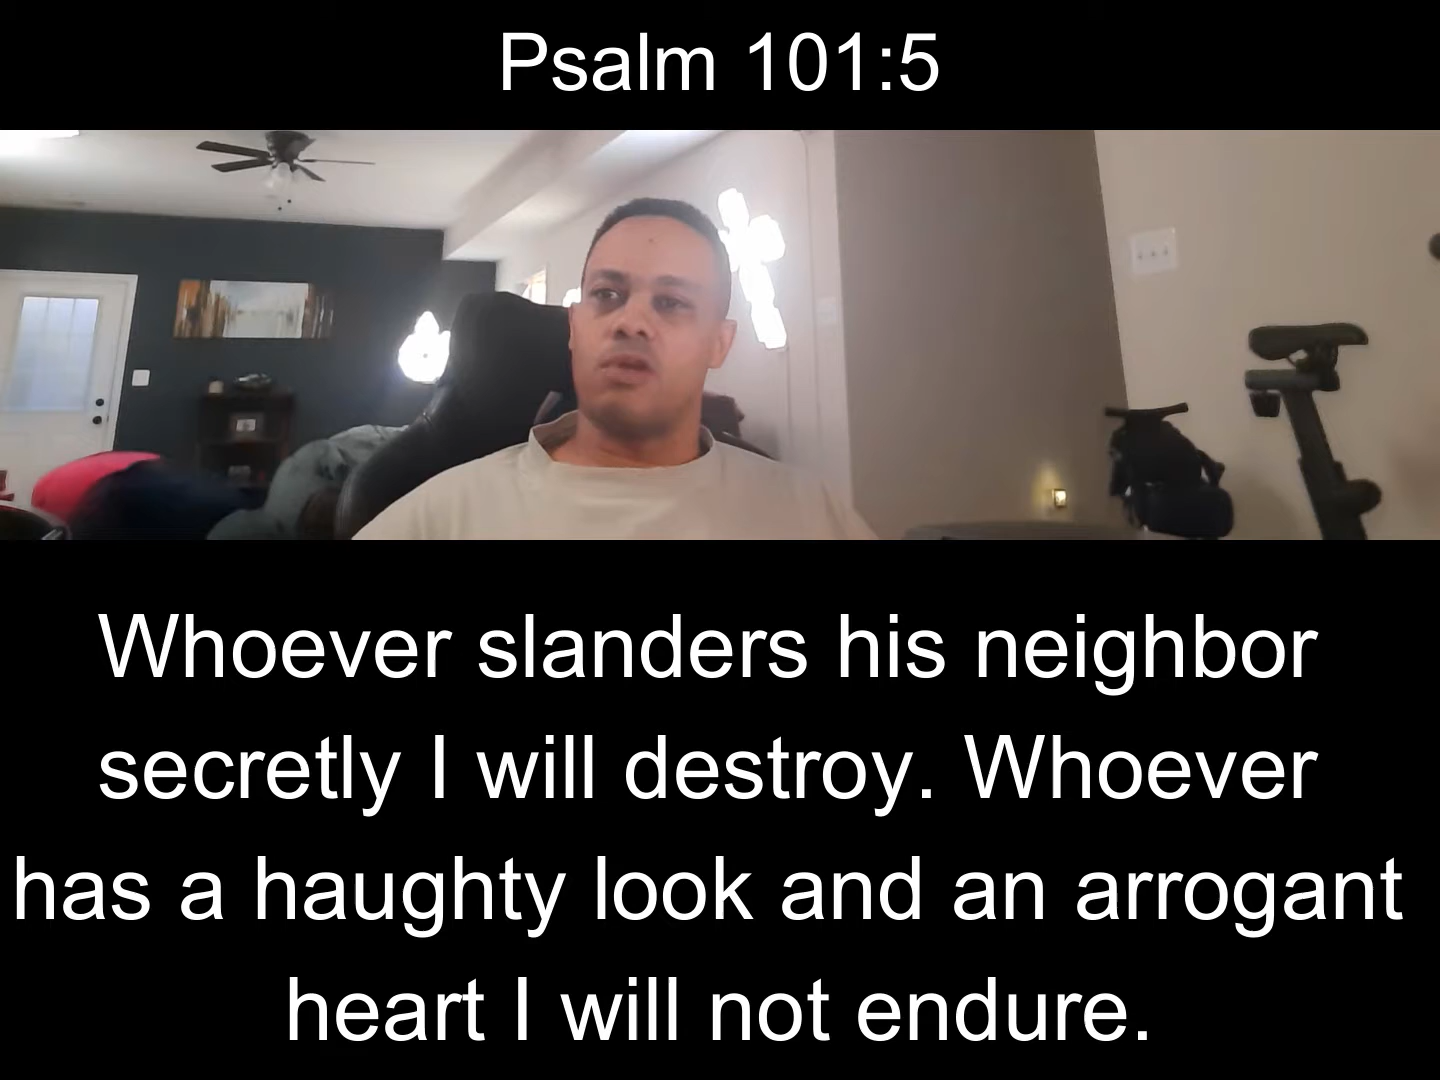 Psalm 101:5
Whoever slanders his neighbor
secretly I will destroy. Whoever
has a haughty look and an arrogant
heart I will not endure.